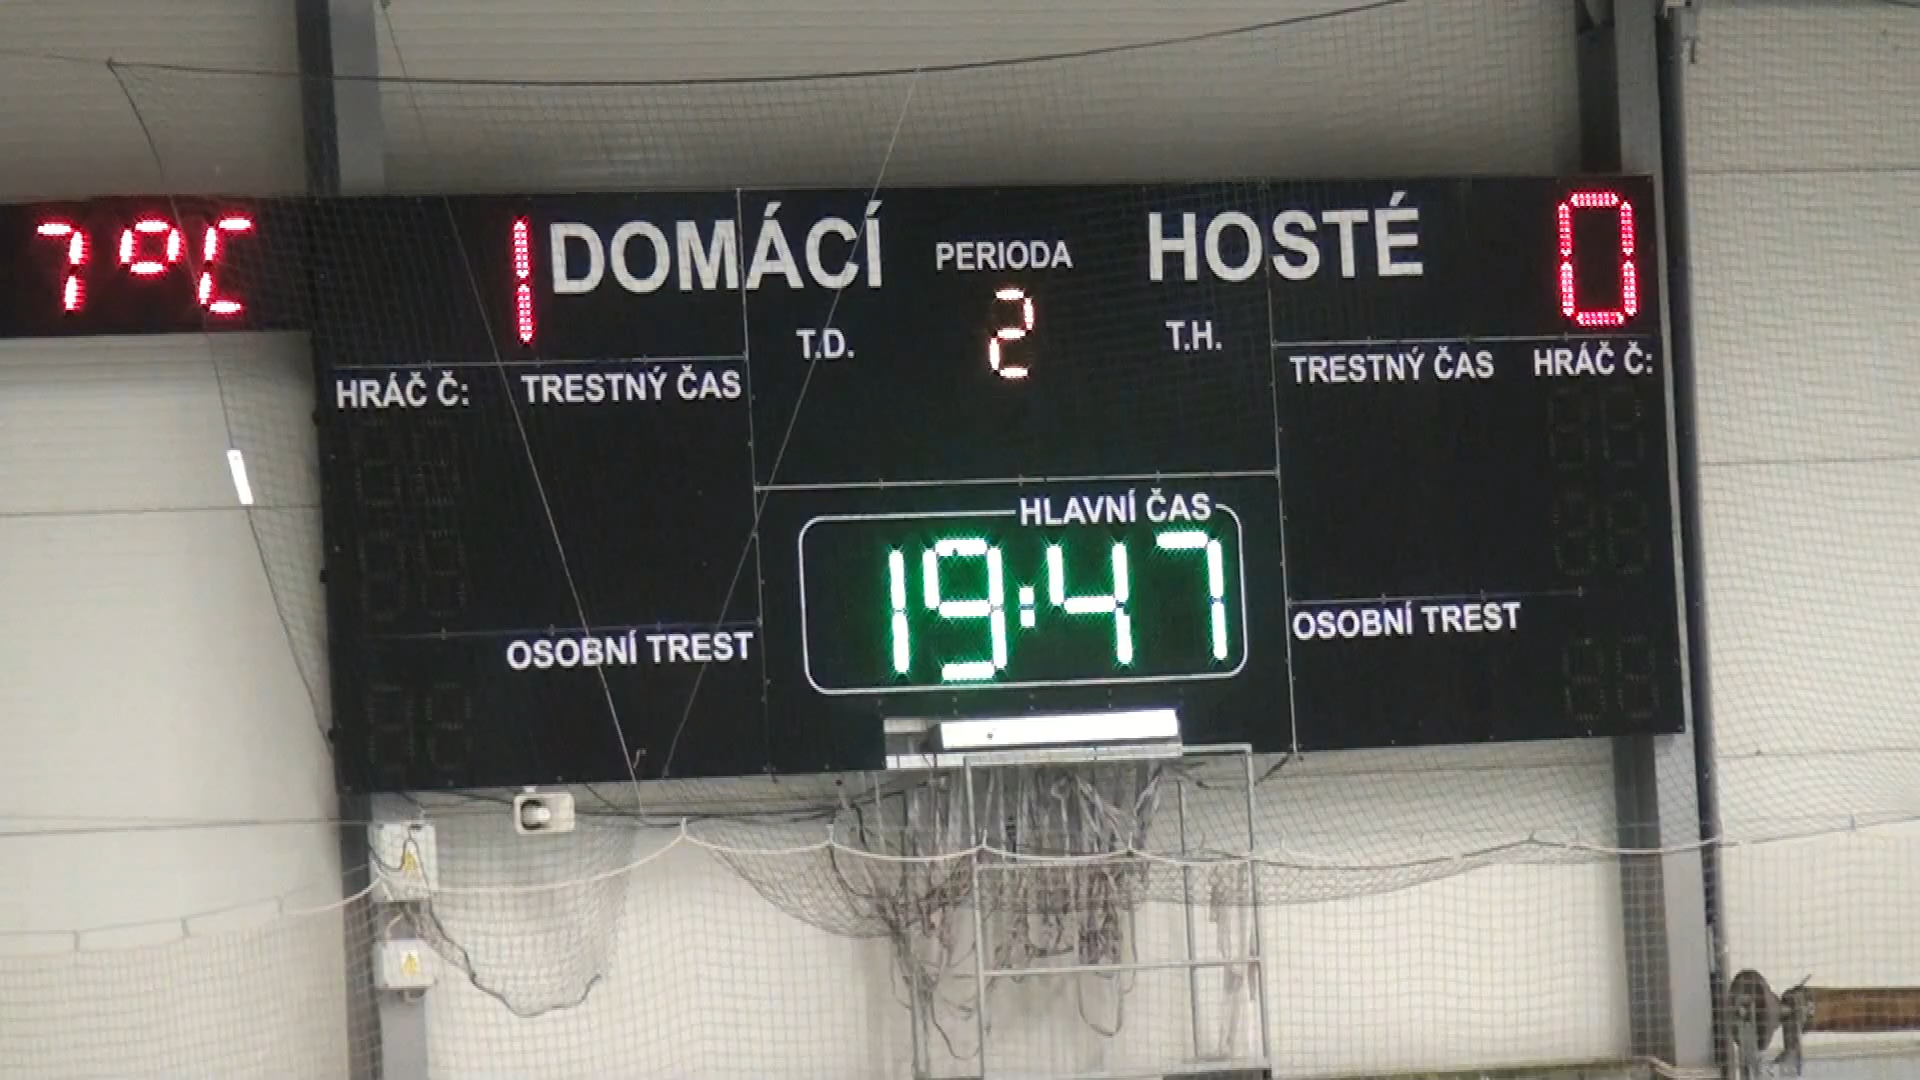 7°C 1 DOMÁCÍ PERIODA HOSTÉ 0
T.D. 2 T.H.
HRÁČ Č: TRESTNÝ ČAS TRESTNÝ ČAS HRÁČ Č:
HLAVNÍ ČAS
19:47
OSOBNÍ TREST OSOBNÍ TREST